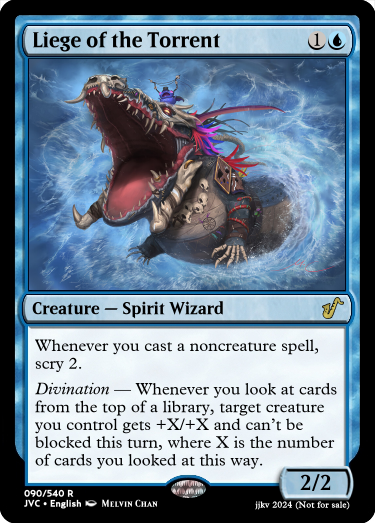 Liege of the Torrent 1
Creature — Spirit Wizard
Whenever you cast a noncreature spell,
scry 2.
Divination — Whenever you look at cards
from the top of a library, target creature
you control gets +X/+X and can't be
blocked this turn, where X is the number
of cards you looked at this way.
2/2
090/540 R
JVC • English MELVIN CHAN
jjkv 2024 (Not for sale)